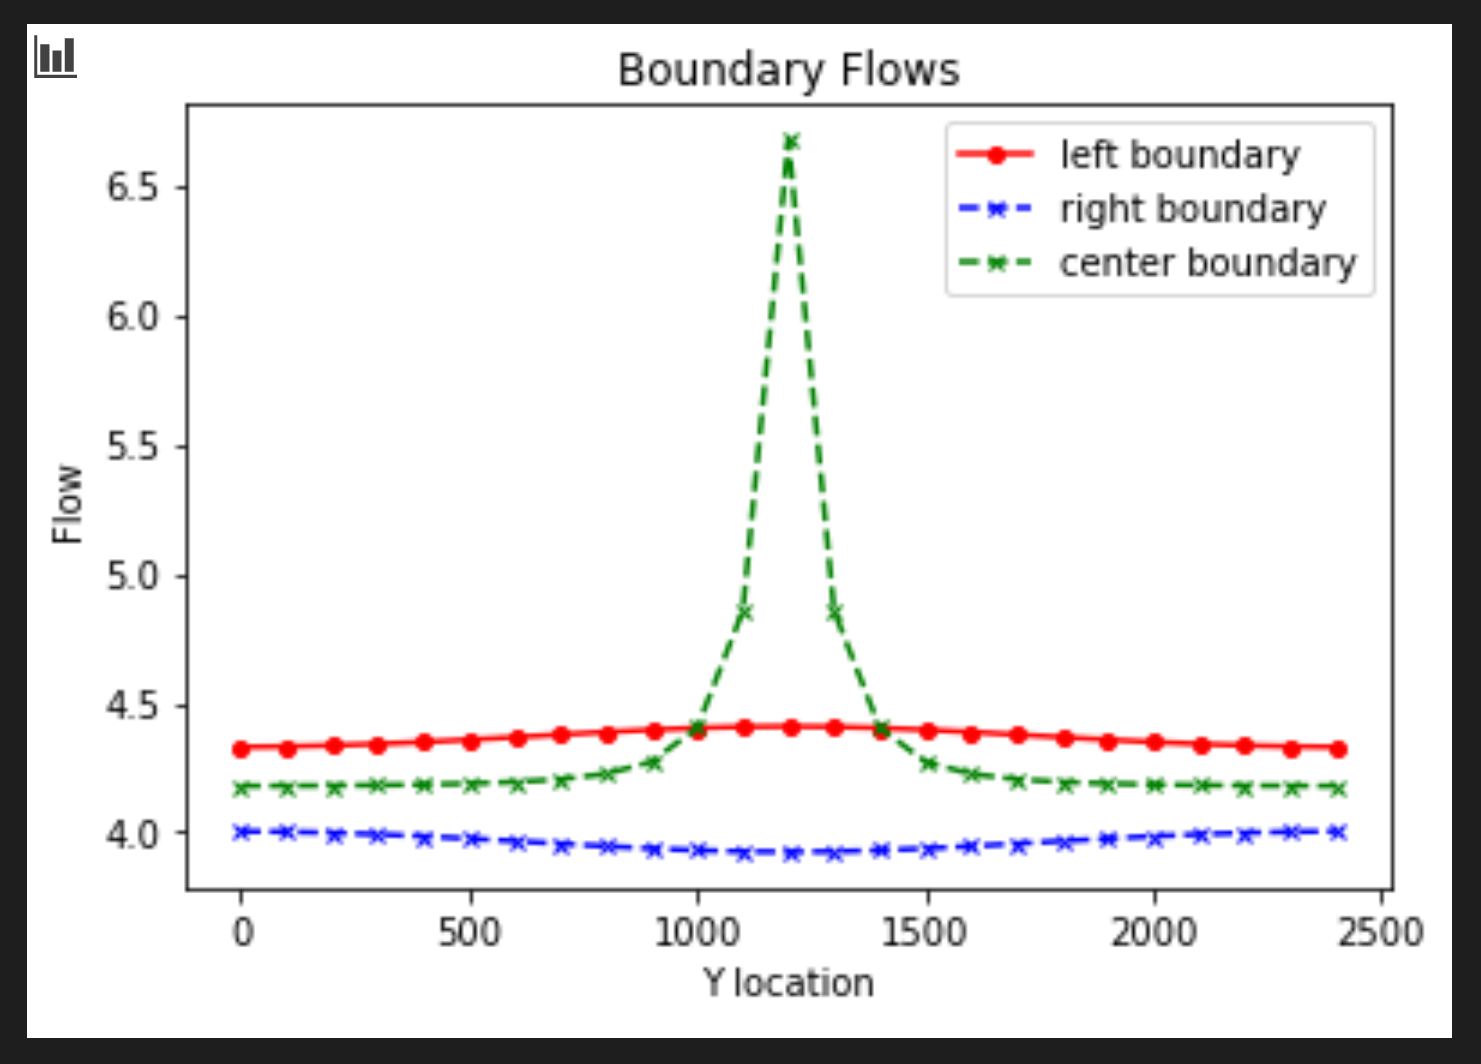 Boundary Flows
left boundary
right boundary
center boundary
6.5
6.0
5.5
5.0
4.5
4.0
Flow
0 500 1000 1500 2000 2500
Y location